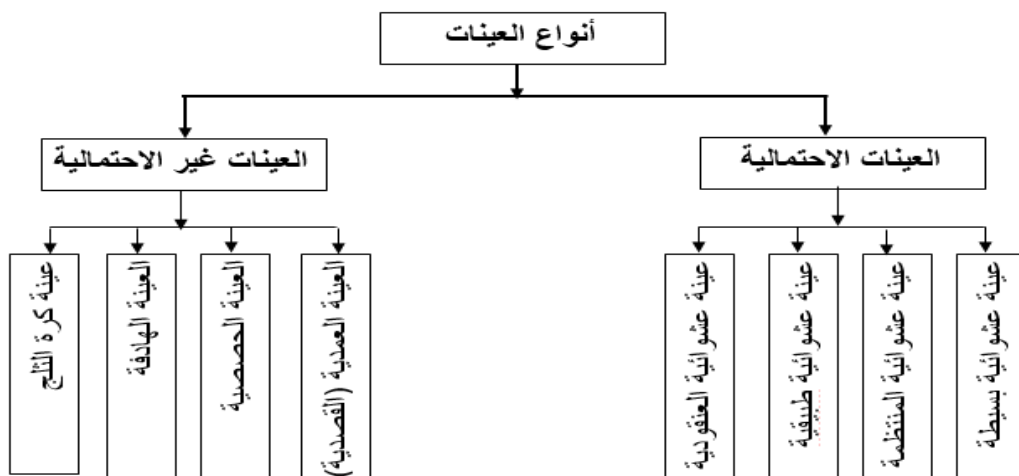 أنواع العينات
العينات الاحتمالية
العينات غير الاحتمالية
عينة عشوائية بسيطة
عينة عشوائية المنتظمة
عينة عشوائية طبيقية
عينة عشوائية العنقودية
العينة العمدية (القصدية)
العينة الحصصية
العينة الهادفة
عينة كرة الثلج